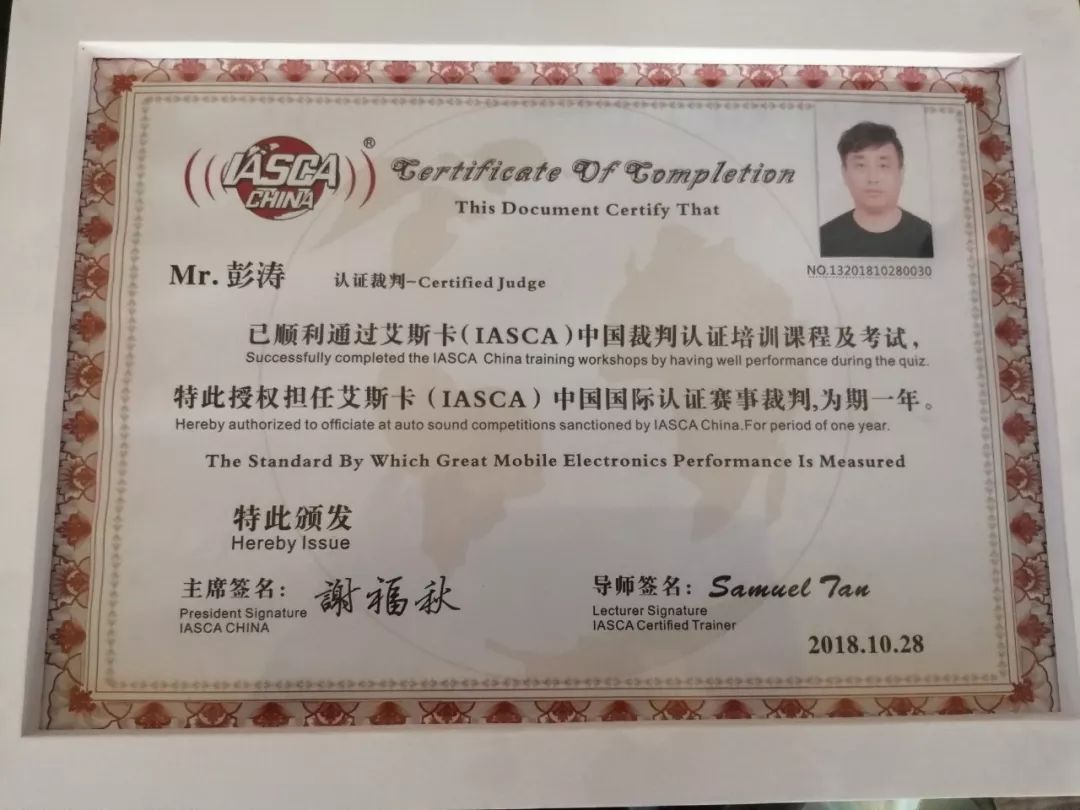 IASCA ®
CHINA
Certificate Of Completion
This Document Certify That
NO.13201810280030
Mr. 彭涛 认证裁判-Certified Judge
已顺利通过艾斯卡(IASCA)中国裁判认证培训课程及考试,
Successfully completed the IASCA China training workshops by having well performance during the quiz.
特此授权担任艾斯卡(IASCA)中国国际认证赛事裁判,为期一年。
Hereby authorized to officiate at auto sound competitions sanctioned by IASCA China.For period of one year.
The Standard By Which Great Mobile Electronics Performance Is Measured
特此颁发
Hereby Issue
主席签名: 謝福秋
President Signature
IASCA CHINA
导师签名: Samuel Tan
Lecturer Signature
IASCA Certified Trainer
2018.10.28